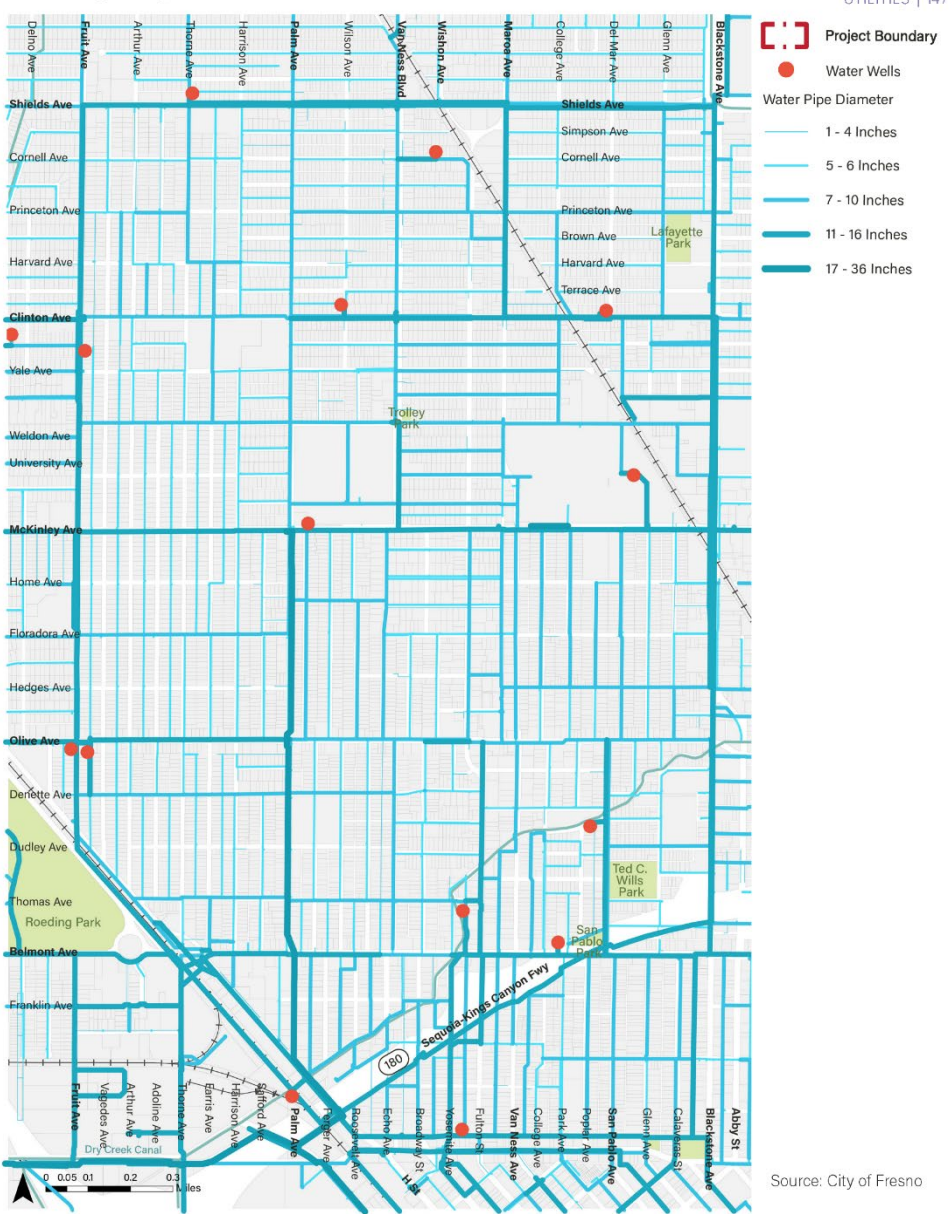 UTILITIES | 147
Project Boundary
Water Wells
Water Pipe Diameter
1 - 4 Inches
5 - 6 Inches
7 - 10 Inches
11 - 16 Inches
17 - 36 Inches
Delno Ave
Fruit Ave
Arthur Ave
Thorne Ave
Harrison Ave
Palm Ave
Wilson Ave
Van Ness Blvd
Wishon Ave
Maroa Ave
College Ave
Del Mar Ave
Glenn Ave
Blackstone Ave
Shields Ave
Shields Ave
Simpson Ave
Cornell Ave
Cornell Ave
Princeton Ave
Princeton Ave
Brown Ave
Lafayette
Park
Harvard Ave
Harvard Ave
Terrace Ave
Clinton Ave
Yale Ave
Trolley
Park
Weldon Ave
University Ave
McKinley Ave
Home Ave
Floradora Ave
Hedges Ave
Olive Ave
Dennett Ave
Dudley Ave
Ted C.
Wills
Park
Thomas Ave
Roeding Park
San
Pablo
Park
Belmont Ave
Franklin Ave
Sequoia-Kings Canyon Fwy
180
Fruit Ave
Vagedes Ave
Arthur Ave
Adoline Ave
Thorne Ave
Farris Ave
Harrison Ave
Safford Ave
Palm Ave
Ferger Ave
Roosevelt Ave
Echo Ave
Broadway St
Yosemite Ave
Fulton St
Van Ness Ave
College Ave
Park Ave
Popler Ave
San Pablo Ave
Glenn Ave
Calaveras St
Blackstone Ave
Abby St
Dry Creek Canal
H St
0 0.05 0.1 0.2 0.3
Miles
Source: City of Fresno